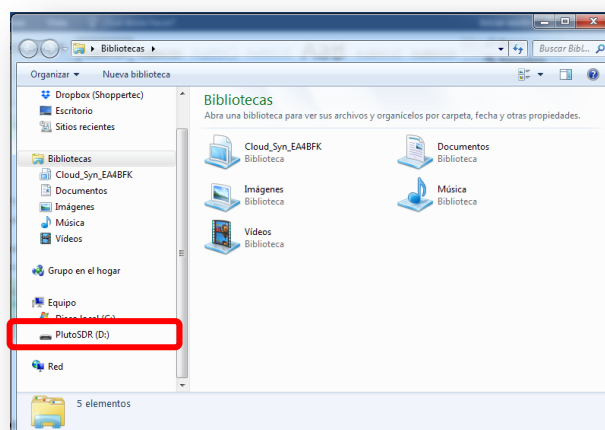 Bibliotecas
Buscar Bibl...
Organizar
Nueva biblioteca
Dropbox (Shoppertec)
Escritorio
Sitios recientes
Bibliotecas
Cloud_Syn_EA4BFK
Documentos
Imágenes
Música
Vídeos
Grupo en el hogar
Equipo
Disco local (C:)
PlutoSDR (D:)
Red
Bibliotecas
Abra una biblioteca para ver sus archivos y organícelos por carpeta, fecha y otras propiedades.
Cloud_Syn_EA4BFK
Biblioteca
Documentos
Biblioteca
Imágenes
Biblioteca
Música
Biblioteca
Vídeos
Biblioteca
5 elementos